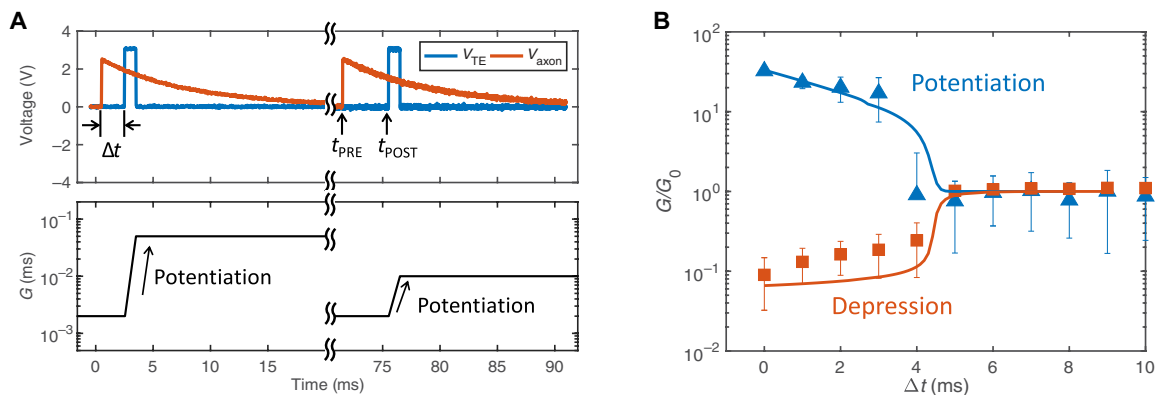 A
Voltage (V)
4
2
0
−2
−4
V_TE
V_axon
Δt
t_PRE
t_POST
G (ms)
10^−1
10^−2
10^−3
Potentiation
Potentiation
0 5 10 15 75 80 85 90
Time (ms)
B
G/G_0
10^2
10^1
10^0
10^−1
10^−2
Potentiation
Depression
0 2 4 6 8 10
Δt (ms)